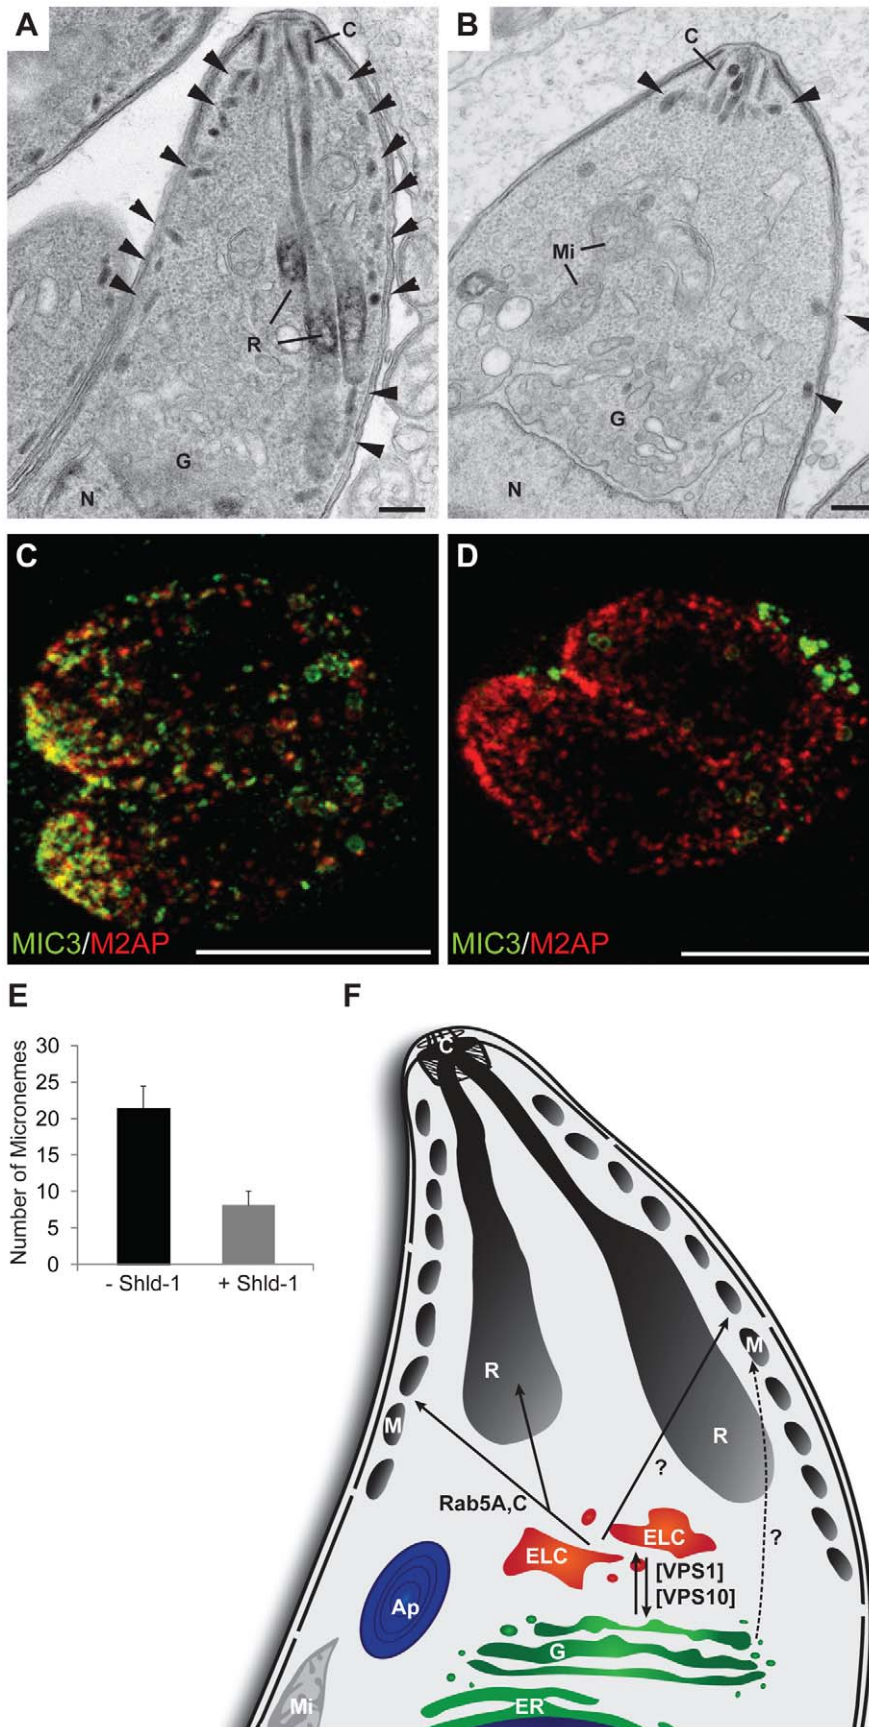 A
C
R
G
N
B
C
Mi
G
N
C
MIC3/M2AP
D
MIC3/M2AP
E
Number of Micronemes
30
25
20
15
10
5
0
- Shld-1
+ Shld-1
F
C
M
R
M
R
?
?
Rab5A,C
ELC
ELC
[VPS1]
[VPS10]
Ap
G
Mi
ER